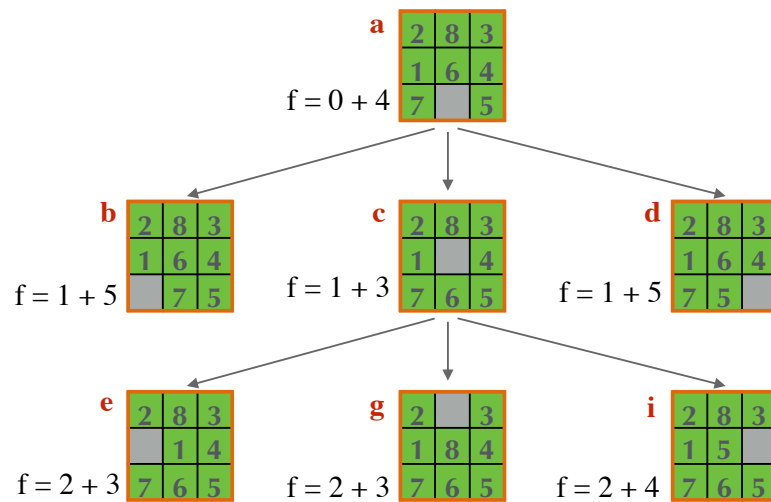 a
2 8 3
1 6 4
f = 0 + 4 7 5
b c d
2 8 3 2 8 3 2 8 3
1 6 4 1 4 1 6 4
f = 1 + 5 7 5 f = 1 + 3 7 6 5 f = 1 + 5 7 5
e g i
2 8 3 2 3 2 8 3
1 4 1 8 4 1 5
f = 2 + 3 7 6 5 f = 2 + 3 7 6 5 f = 2 + 4 7 6 5